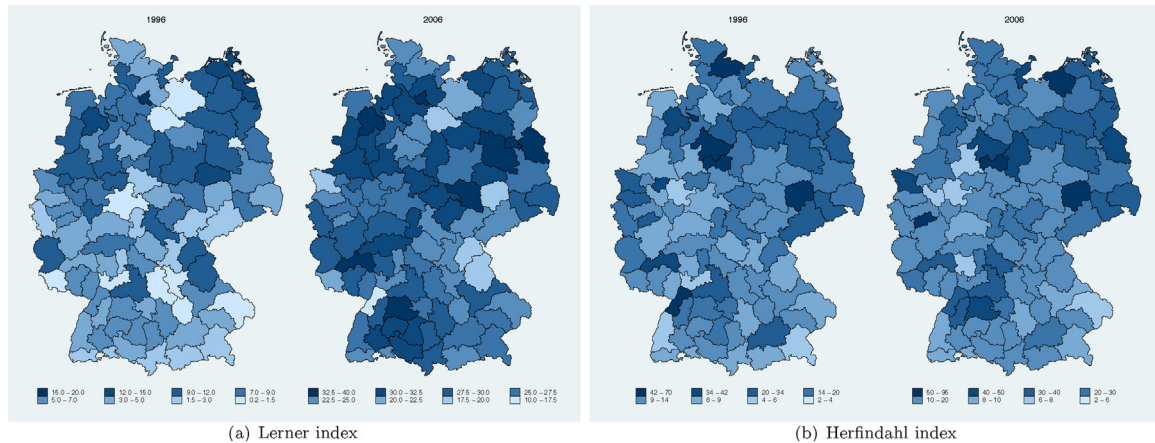 1996 2006 1996 2006
16.0 – 20.0 12.0 – 15.0 9.0 – 12.0 7.0 – 9.0 32.5 – 40.0 30.0 – 32.5 27.5 – 30.0 25.0 – 27.5 42 – 70 34 – 42 20 – 34 14 – 20 50 – 95 40 – 50 30 – 40 20 – 30
5.0 – 7.0 3.0 – 5.0 1.5 – 3.0 0.2 – 1.5 22.5 – 25.0 20.0 – 22.5 17.5 – 20.0 10.0 – 17.5 9 – 14 6 – 9 4 – 6 2 – 4 10 – 20 8 – 10 6 – 8 2 – 6
(a) Lerner index (b) Herfindahl index